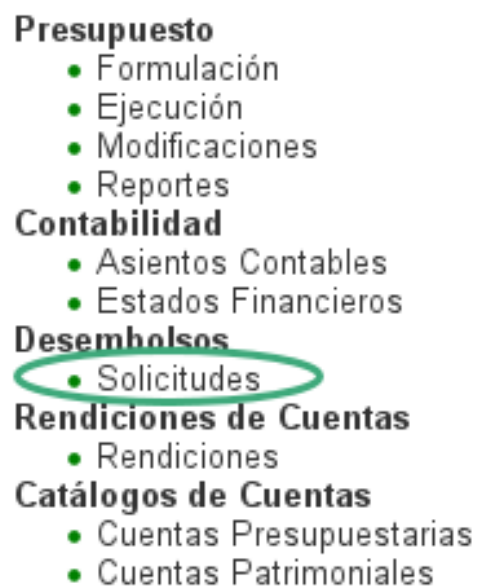 Presupuesto
• Formulación
• Ejecución
• Modificaciones
• Reportes
Contabilidad
• Asientos Contables
• Estados Financieros
Desembolsos
• Solicitudes
Rendiciones de Cuentas
• Rendiciones
Catálogos de Cuentas
• Cuentas Presupuestarias
• Cuentas Patrimoniales